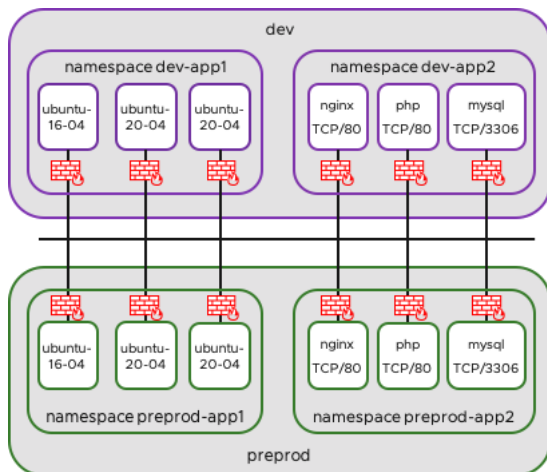 dev
namespace dev-app1
namespace dev-app2
ubuntu-
16-04
ubuntu-
20-04
ubuntu-
20-04
nginx
TCP/80
php
TCP/80
mysql
TCP/3306
ubuntu-
16-04
ubuntu-
20-04
ubuntu-
20-04
nginx
TCP/80
php
TCP/80
mysql
TCP/3306
namespace preprod-app1
namespace preprod-app2
preprod